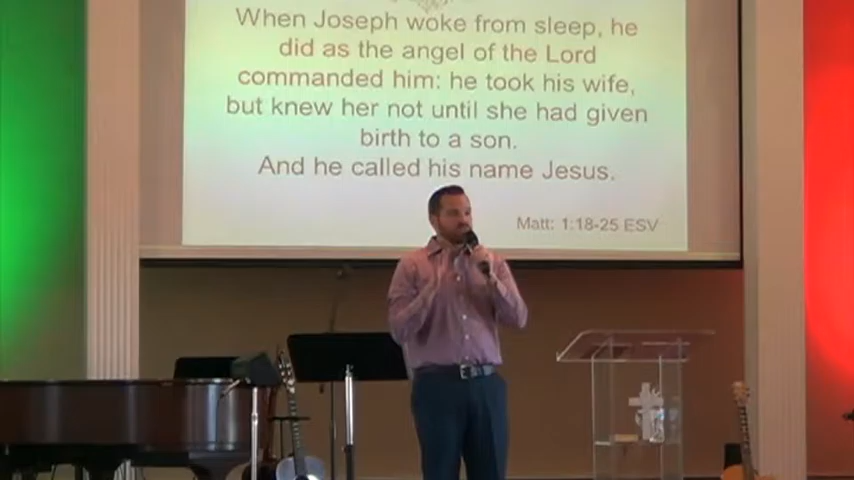 When Joseph woke from sleep, he
did as the angel of the Lord
commanded him: he took his wife,
but knew her not until she had given
birth to a son.
And he called his name Jesus.
Matt: 1:18-25 ESV